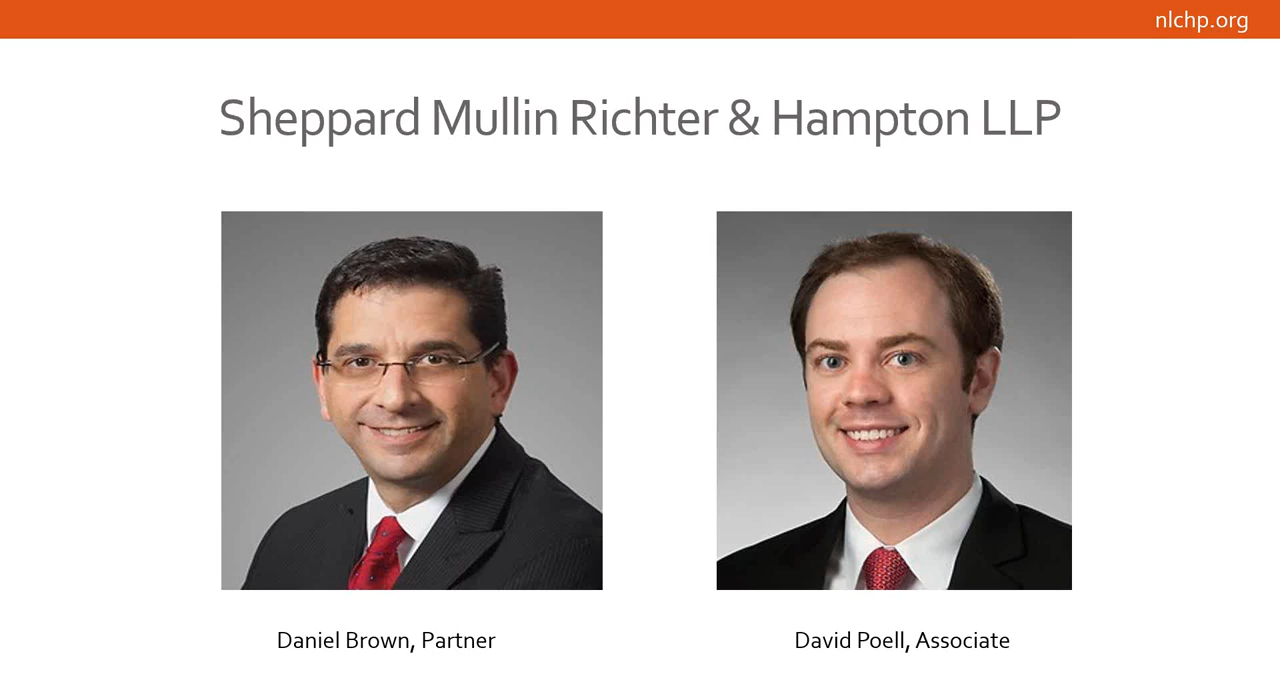 nlchp.org
Sheppard Mullin Richter & Hampton LLP
Daniel Brown, Partner
David Poell, Associate